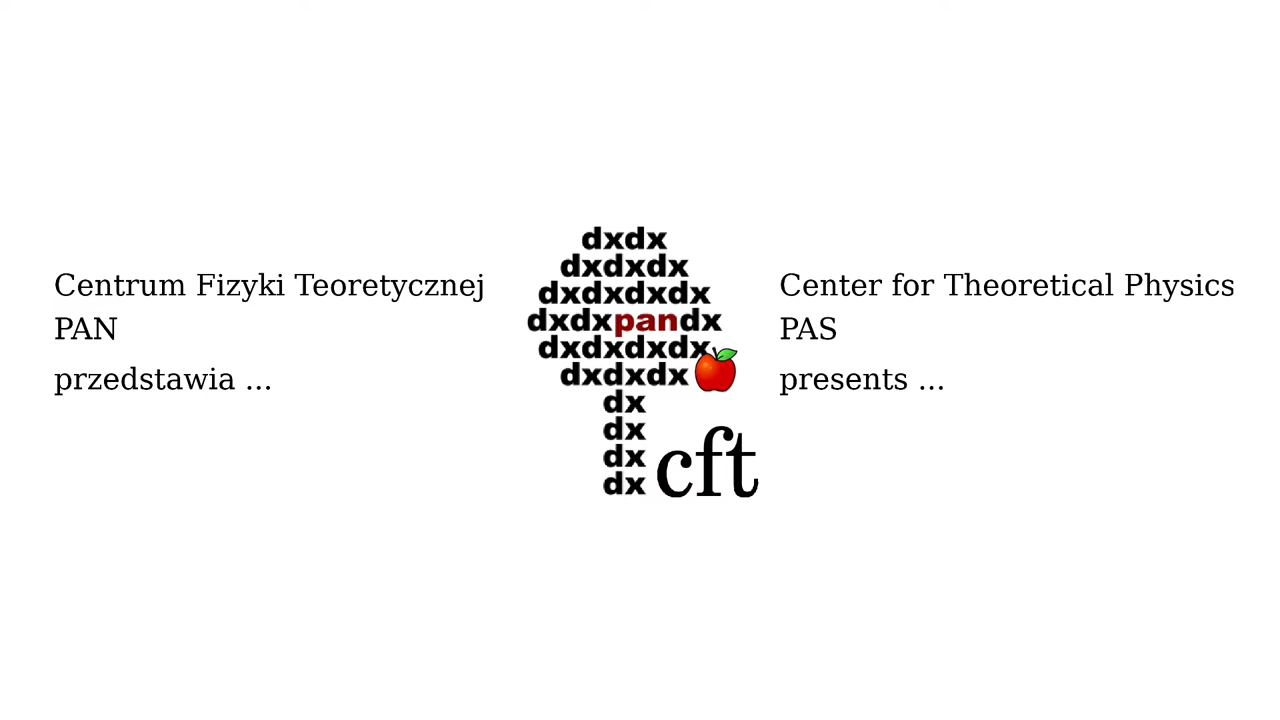 Centrum Fizyki Teoretycznej
PAN
przedstawia ...
dxdx
dxdxdx
dxdxdxdx
dxdxpandx
dxdxdxdx
dxdxdx
dx
dx
dx
dx
cft
Center for Theoretical Physics
PAS
presents ...